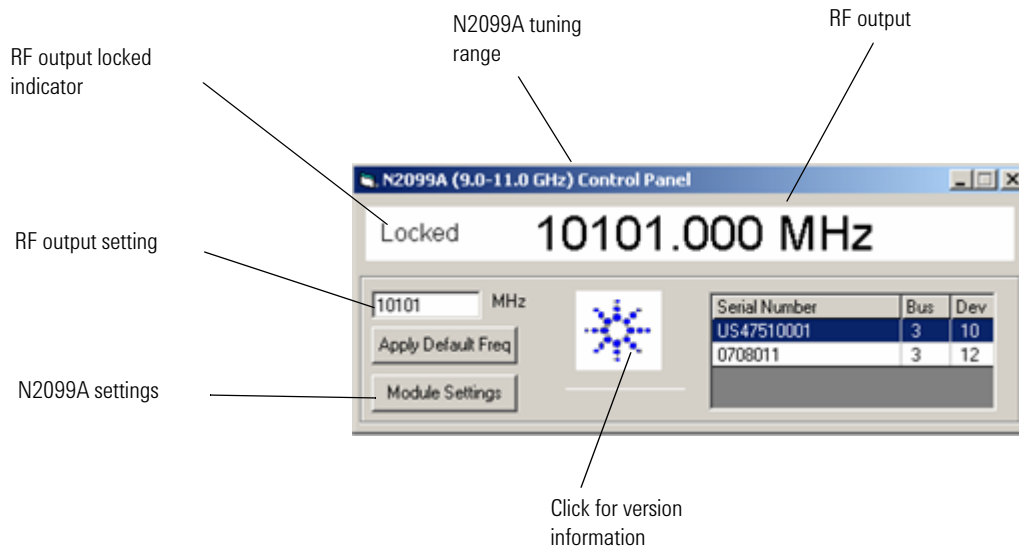 N2099A tuning
range
RF output
RF output locked
indicator
N2099A (9.0-11.0 GHz) Control Panel
Locked 10101.000 MHz
RF output setting
10101 MHz
Apply Default Freq
Module Settings
Serial Number Bus Dev
US47510001 3 10
0708011 3 12
N2099A settings
Click for version
information